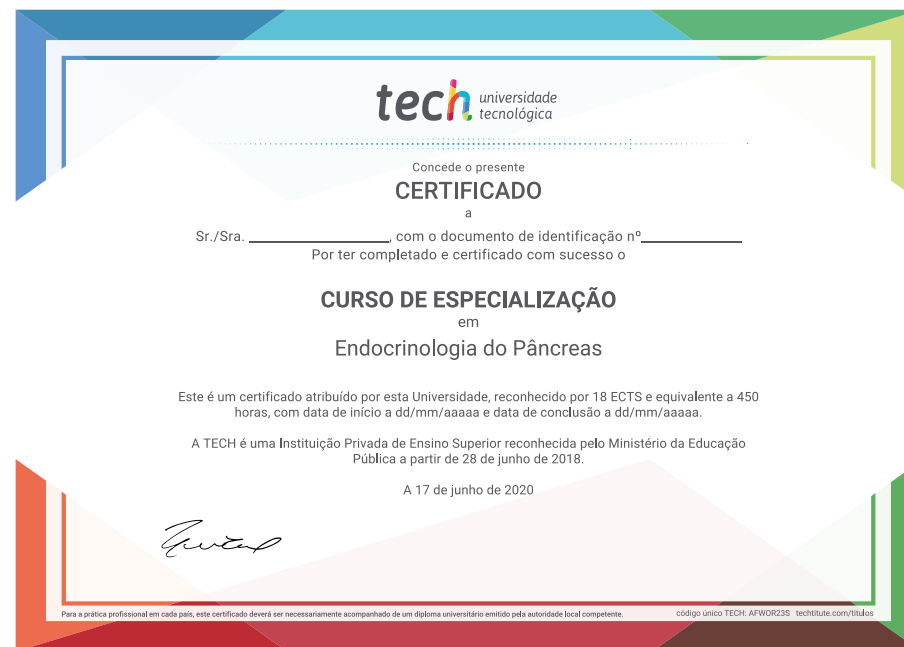 tech universidade
tecnológica
Concede o presente
CERTIFICADO
a
Sr./Sra. ________________, com o documento de identificação nº____________
Por ter completado e certificado com sucesso o
CURSO DE ESPECIALIZAÇÃO
em
Endocrinologia do Pâncreas
Este é um certificado atribuído por esta Universidade, reconhecido por 18 ECTS e equivalente a 450
horas, com data de início a dd/mm/aaaaa e data de conclusão a dd/mm/aaaaa.
A TECH é uma Instituição Privada de Ensino Superior reconhecida pelo Ministério da Educação
Pública a partir de 28 de junho de 2018.
A 17 de junho de 2020
Para a prática profissional em cada país, este certificado deverá ser necessariamente acompanhado de um diploma universitário emitido pela autoridade local competente.
código único TECH: AFWOR23S techtitute.com/titulos